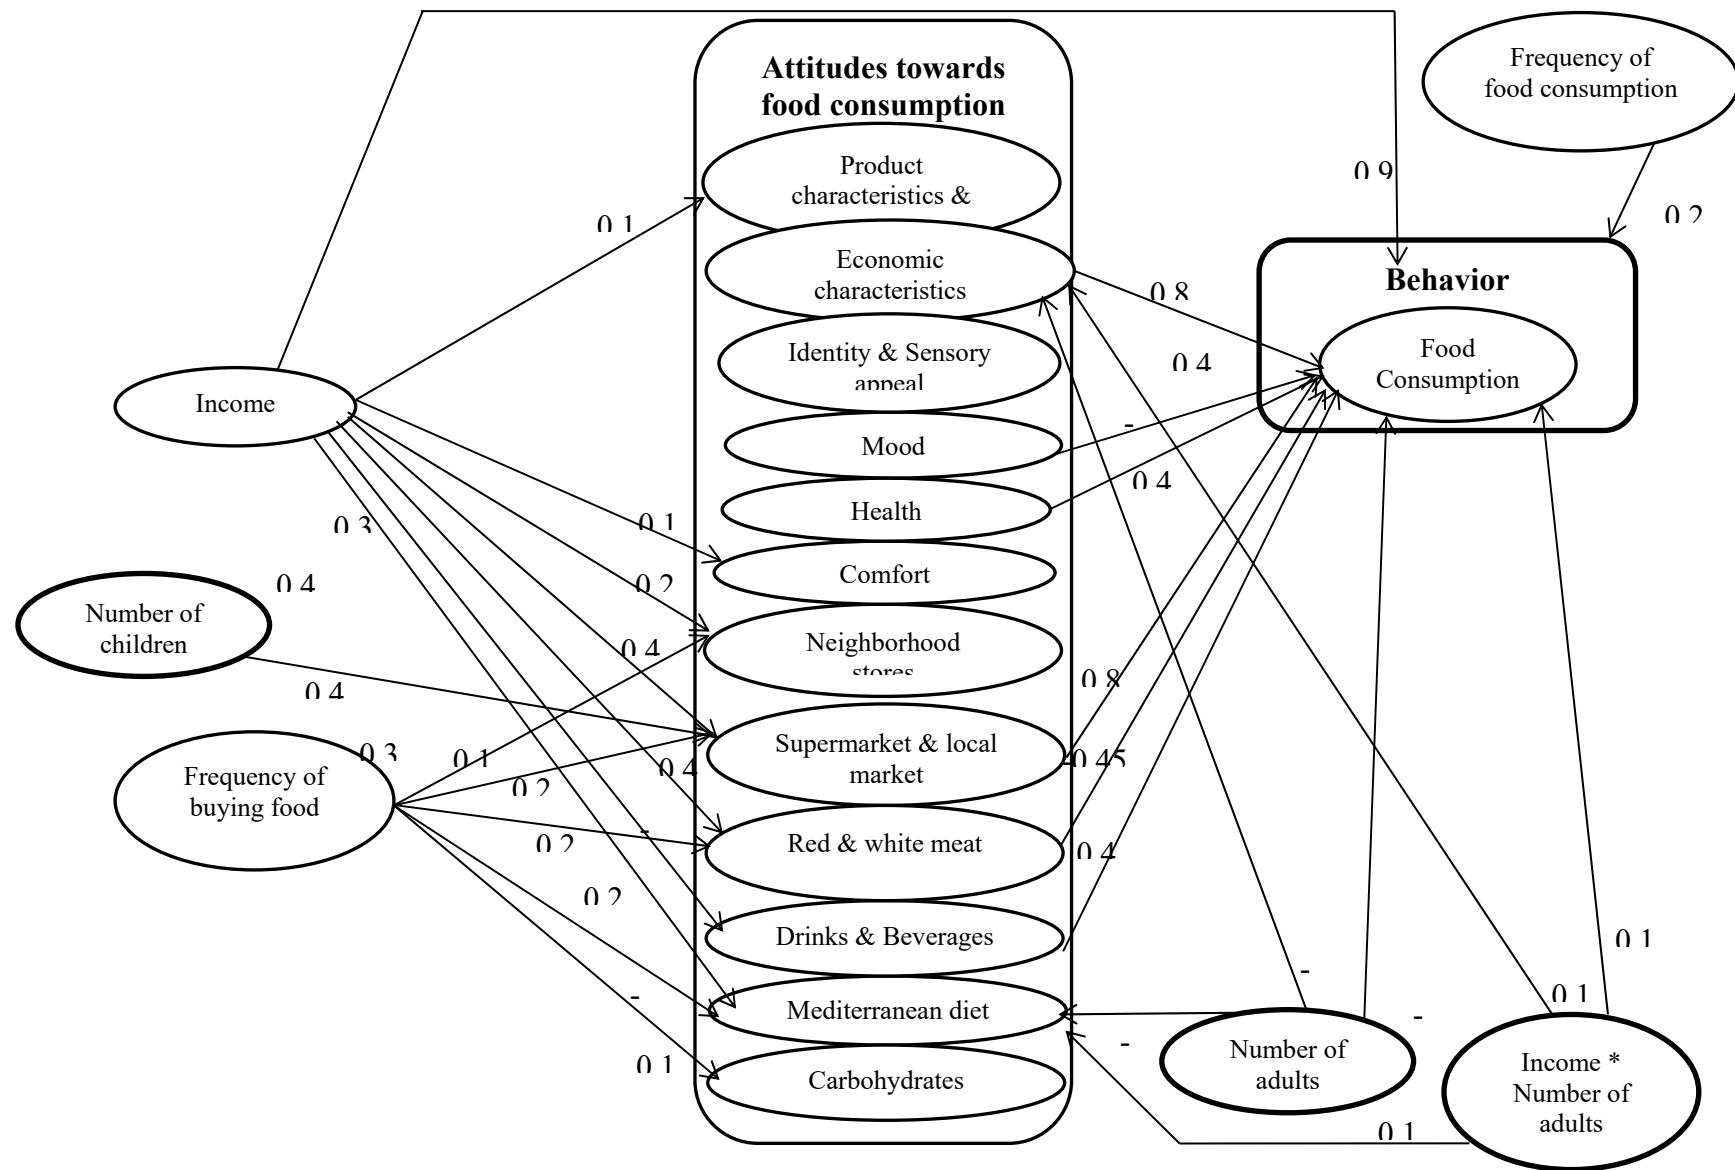 Attitudes towards
food consumption
Frequency of
food consumption
Product
characteristics &
0.9
0.2
0.1
Economic
characteristics
Behavior
0.8
Identity & Sensory
appeal
Food
Consumption
0.4
Income
Mood
-
0.4
Health
0.3
0.1
Comfort
0.4
0.2
Number of
children
Neighborhood
stores
0.4
0.4
0.8
Supermarket & local
market
0.3
0.1
0.4
0.45
Frequency of
buying food
0.2
-
0.2
Red & white meat
0.4
0.2
Drinks & Beverages
0.1
-
-
0.1
Mediterranean diet
-
-
Number of
adults
Income *
Number of
adults
0.1
Carbohydrates
0.1